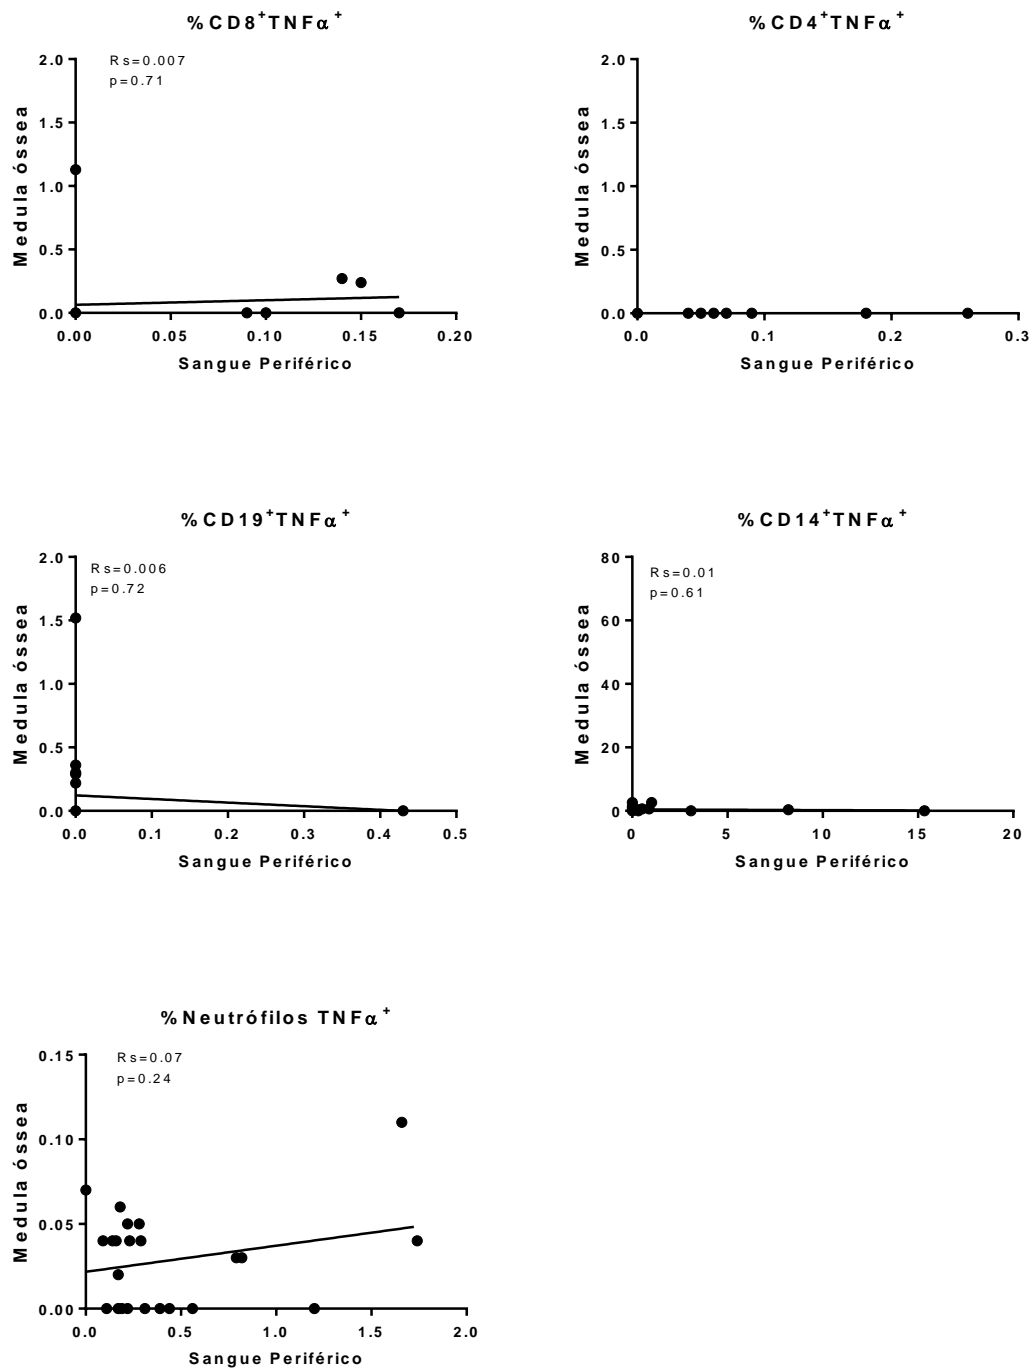 %CD8+TNFα+
Rs=0.007
p=0.71
2.0
1.5
1.0
0.5
0.0
Medula óssea
0.00 0.05 0.10 0.15 0.20
Sangue Periférico
%CD4+TNFα+
2.0
1.5
1.0
0.5
0.0
Medula óssea
0.0 0.1 0.2 0.3
Sangue Periférico
%CD19+TNFα+
Rs=0.006
p=0.72
2.0
1.5
1.0
0.5
0.0
Medula óssea
0.0 0.1 0.2 0.3 0.4 0.5
Sangue Periférico
%CD14+TNFα+
Rs=0.01
p=0.61
80
60
40
20
0
Medula óssea
0 5 10 15 20
Sangue Periférico
%Neutrófilos TNFα+
Rs=0.07
p=0.24
0.15
0.10
0.05
0.00
Medula óssea
0.0 0.5 1.0 1.5 2.0
Sangue Periférico